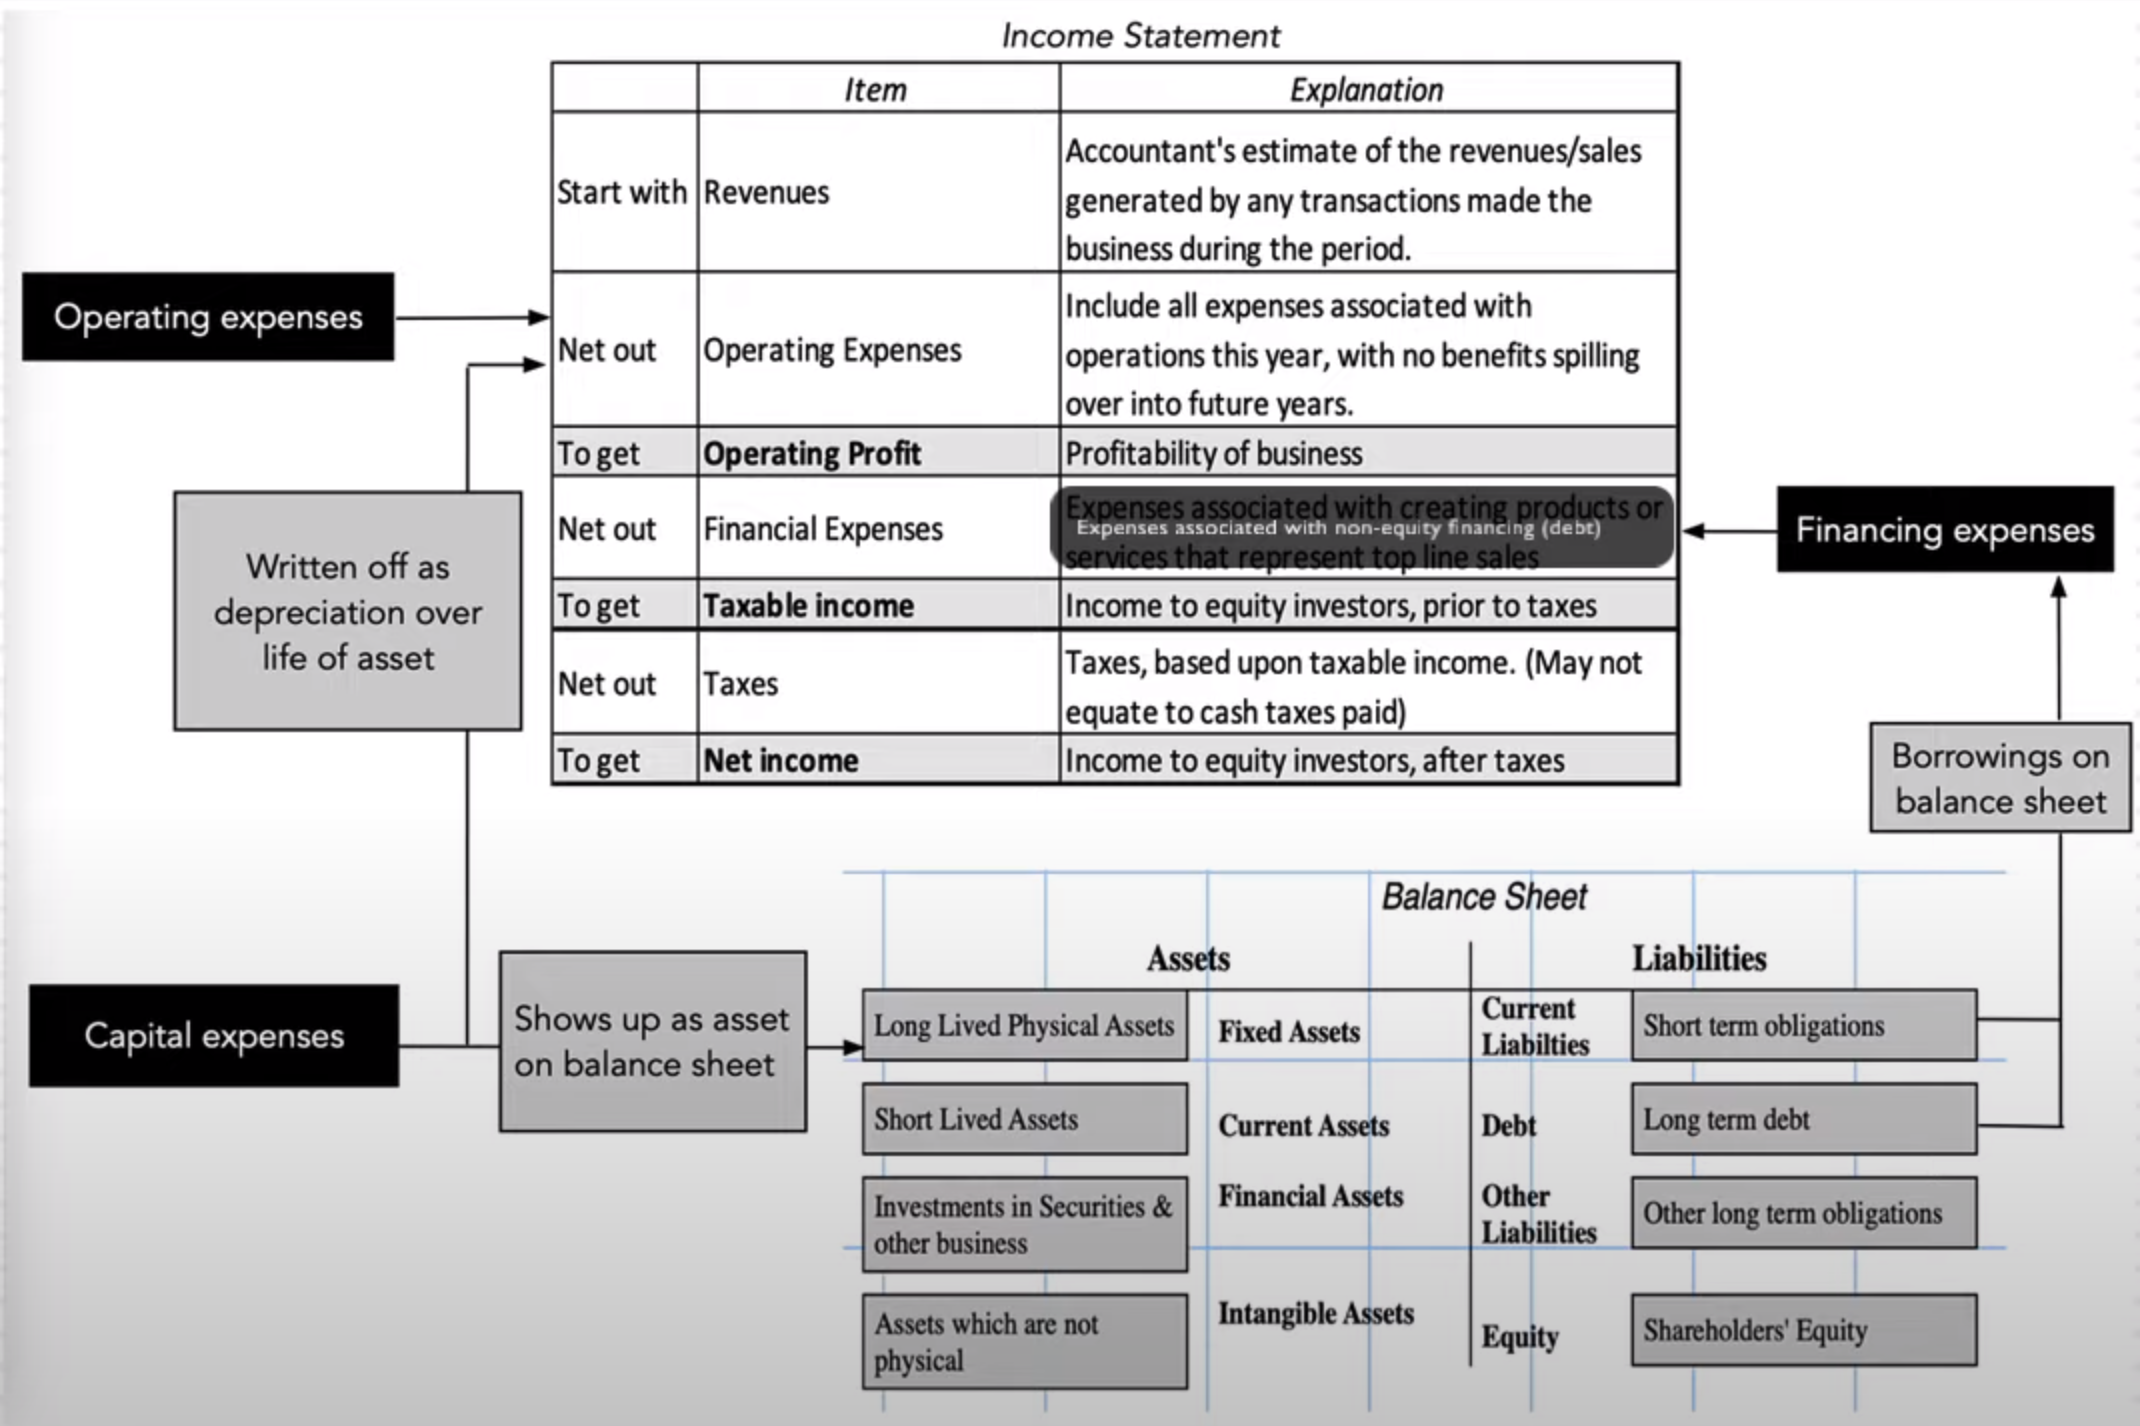 Income Statement
Item
Explanation
Start with
Revenues
Accountant's estimate of the revenues/sales
generated by any transactions made the
business during the period.
Operating expenses
Net out
Operating Expenses
Include all expenses associated with
operations this year, with no benefits spilling
over into future years.
To get
Operating Profit
Profitability of business
Net out
Financial Expenses
Expenses associated with creating products or
Expenses associated with non-equity financing (debt)
services that represent top line sales
Financing expenses
Written off as
depreciation over
life of asset
To get
Taxable income
Income to equity investors, prior to taxes
Net out
Taxes
Taxes, based upon taxable income. (May not
equate to cash taxes paid)
To get
Net income
Income to equity investors, after taxes
Borrowings on
balance sheet
Balance Sheet
Assets
Liabilities
Capital expenses
Shows up as asset
on balance sheet
Long Lived Physical Assets
Fixed Assets
Current
Liabilties
Short term obligations
Short Lived Assets
Current Assets
Debt
Long term debt
Investments in Securities &
other business
Financial Assets
Other
Liabilities
Other long term obligations
Assets which are not
physical
Intangible Assets
Equity
Shareholders' Equity